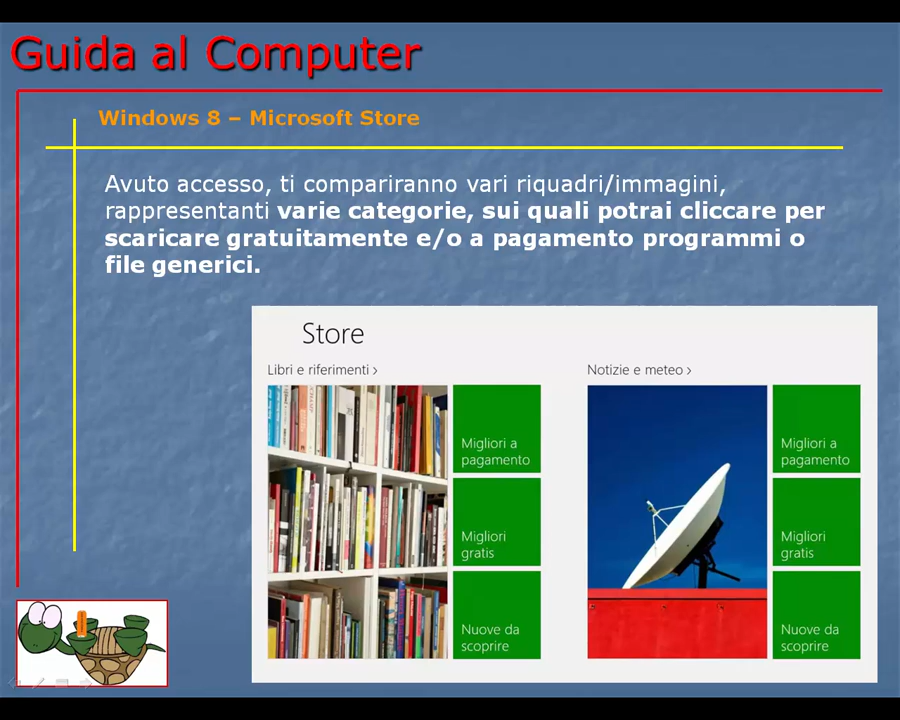 Guida al Computer
Windows 8 – Microsoft Store
Avuto accesso, ti compariranno vari riquadri/immagini,
rappresentanti varie categorie, sui quali potrai cliccare per
scaricare gratuitamente e/o a pagamento programmi o
file generici.
Store
Libri e riferimenti ›
Migliori a
pagamento
Migliori
gratis
Nuove da
scoprire
Notizie e meteo ›
Migliori a
pagamento
Migliori
gratis
Nuove da
scoprire